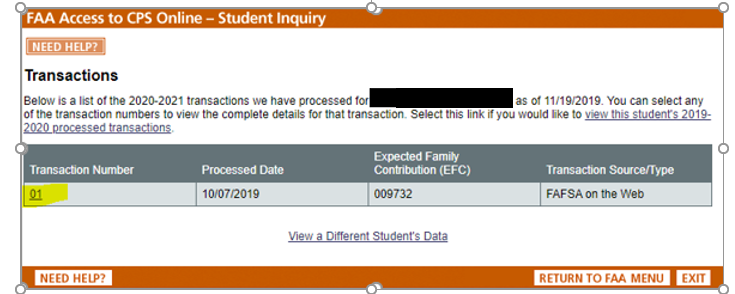 FAA Access to CPS Online – Student Inquiry
NEED HELP?
Transactions
Below is a list of the 2020-2021 transactions we have processed for as of 11/19/2019. You can select any
of the transaction numbers to view the complete details for that transaction. Select this link if you would like to view this student's 2019-
2020 processed transactions.
Transaction Number Processed Date Expected Family Contribution (EFC) Transaction Source/Type
01 10/07/2019 009732 FAFSA on the Web
View a Different Student's Data
NEED HELP? RETURN TO FAA MENU EXIT